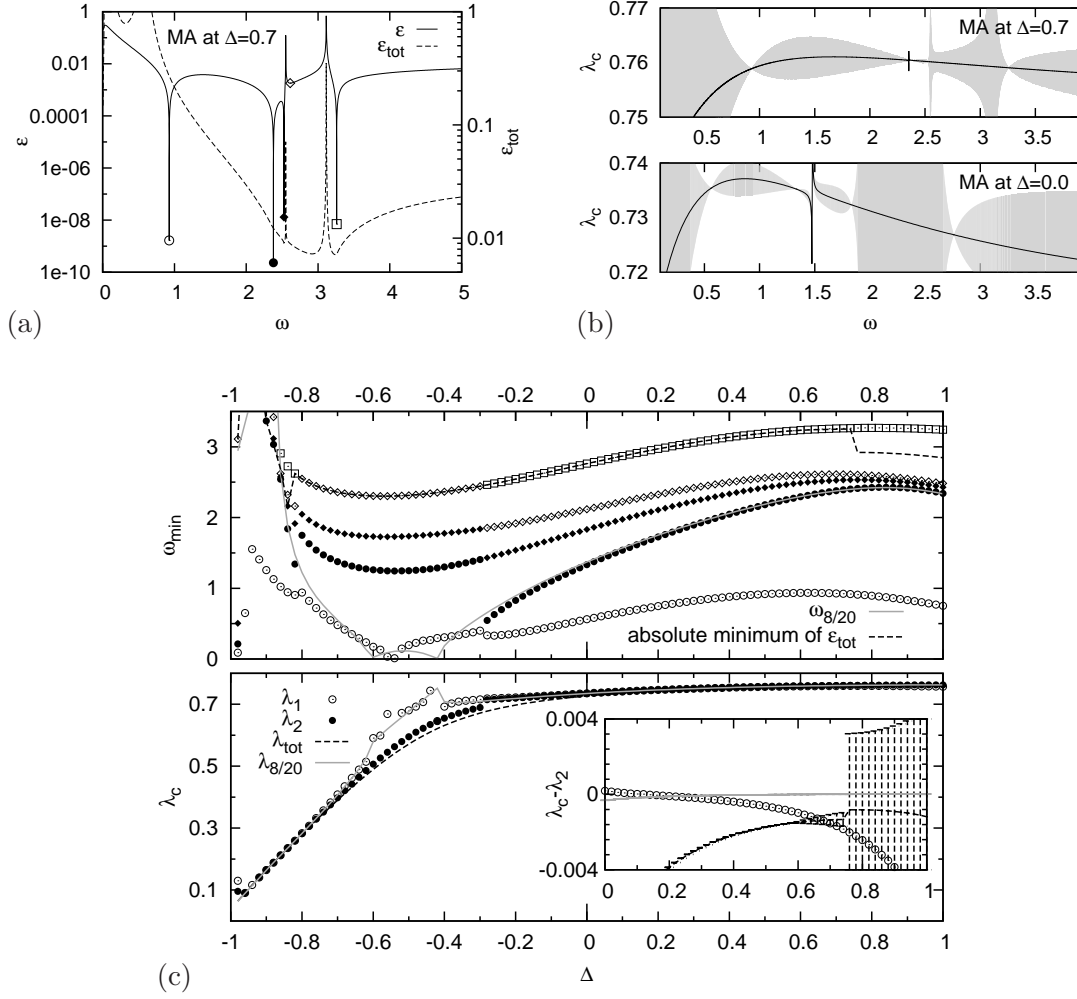 MA at Δ=0.7
ε
ε_tot
1
0.01
0.0001
1e-06
1e-08
1e-10
ε
1
0.1
0.01
ε_tot
0 1 2 3 4 5
ω
(a)
MA at Δ=0.7
0.77
0.76
0.75
λ_c
0.5 1 1.5 2 2.5 3 3.5
MA at Δ=0.0
0.74
0.73
0.72
λ_c
0.5 1 1.5 2 2.5 3 3.5
ω
(b)
-1 -0.8 -0.6 -0.4 -0.2 0 0.2 0.4 0.6 0.8 1
3
2
1
0
ω_min
ω_8/20
absolute minimum of ε_tot
λ_1
λ_2
λ_tot
λ_8/20
0.7
0.5
0.3
0.1
λ_c
0.004
0
-0.004
λ_c-λ_2
0 0.2 0.4 0.6 0.8 1
-1 -0.8 -0.6 -0.4 -0.2 0 0.2 0.4 0.6 0.8 1
Δ
(c)